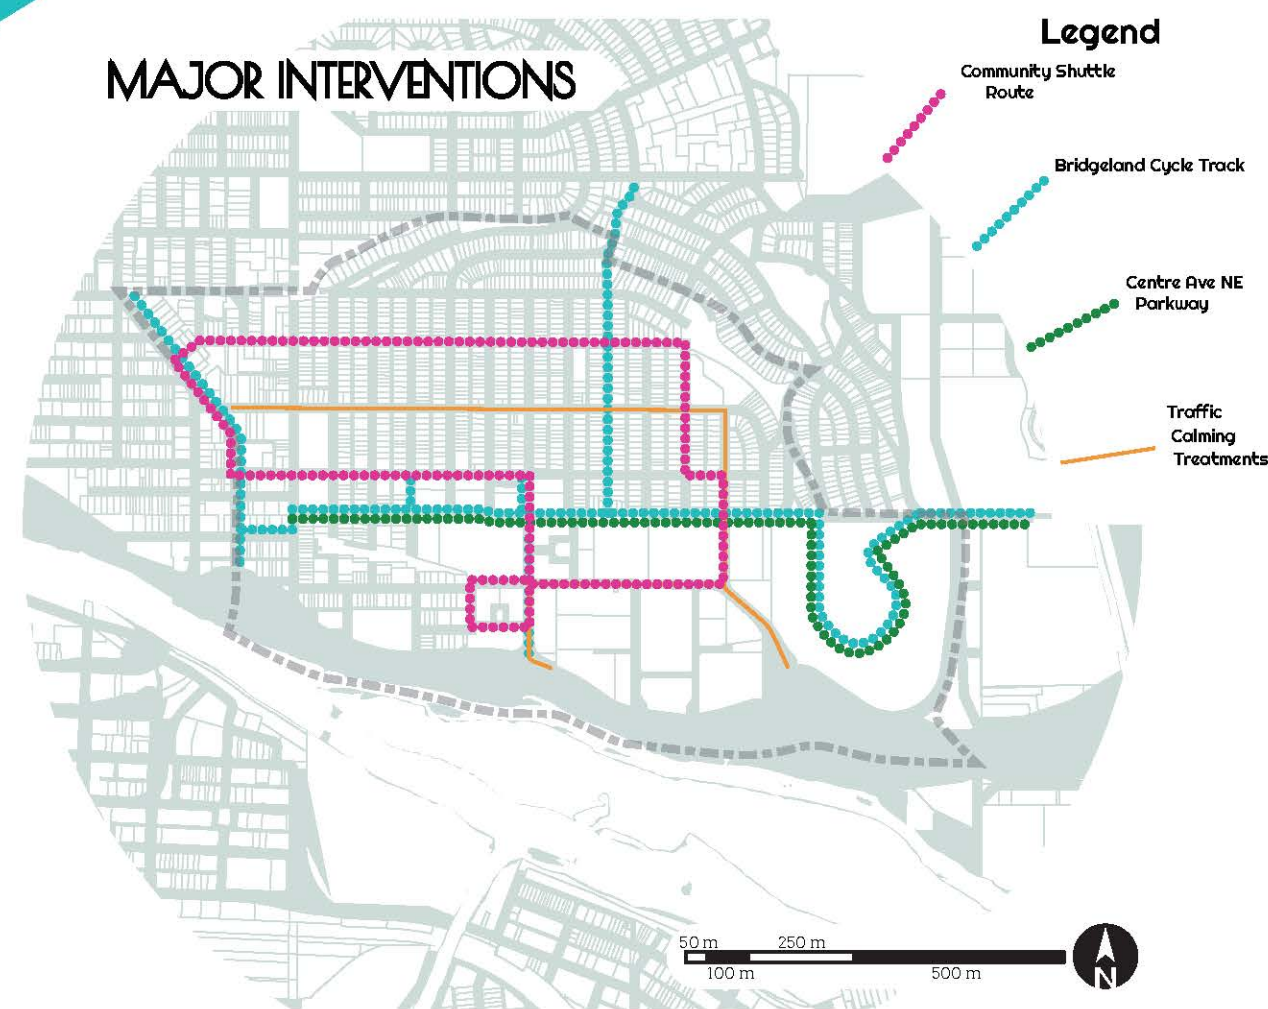 MAJOR INTERVENTIONS
Legend
Community Shuttle
Route
Bridgeland Cycle Track
Centre Ave NE
Parkway
Traffic
Calming
Treatments
50 m 250 m
100 m 500 m
N